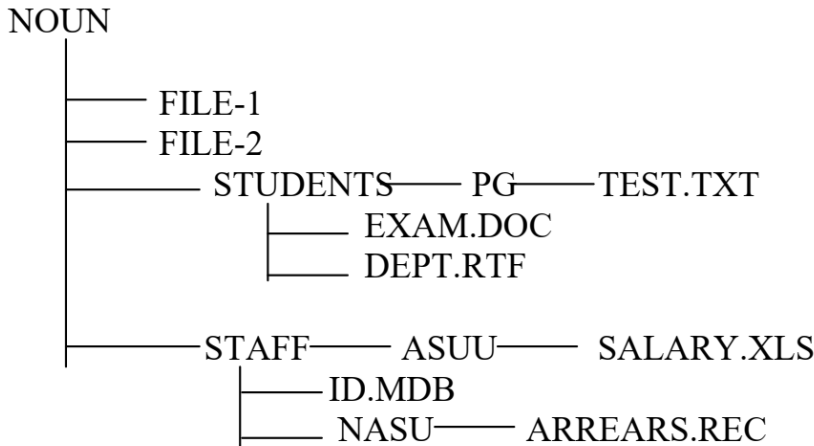 NOUN
FILE-1
FILE-2
STUDENTS PG TEST.TXT
EXAM.DOC
DEPT.RTF
STAFF ASUU SALARY.XLS
ID.MDB
NASU ARREARS.REC